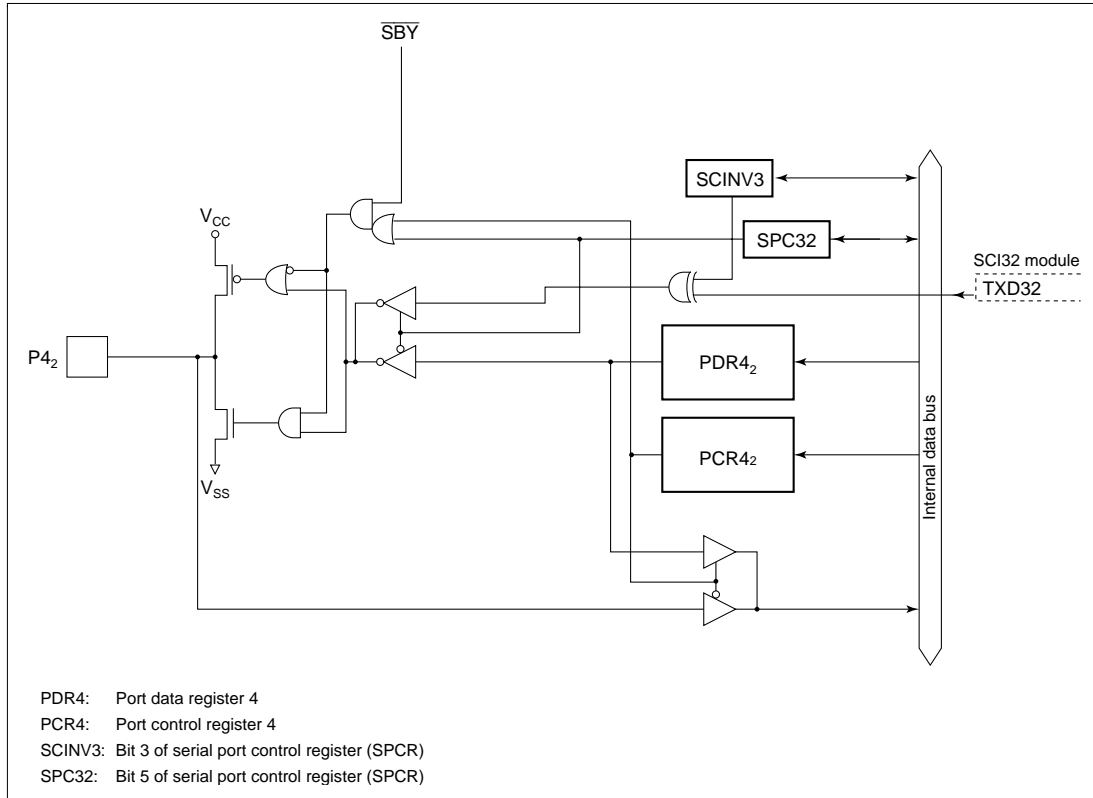 SBY
SCINV3
VCC
SPC32
SCI32 module
TXD32
P42
PDR42
PCR42
VSS
Internal data bus
PDR4: Port data register 4
PCR4: Port control register 4
SCINV3: Bit 3 of serial port control register (SPCR)
SPC32: Bit 5 of serial port control register (SPCR)